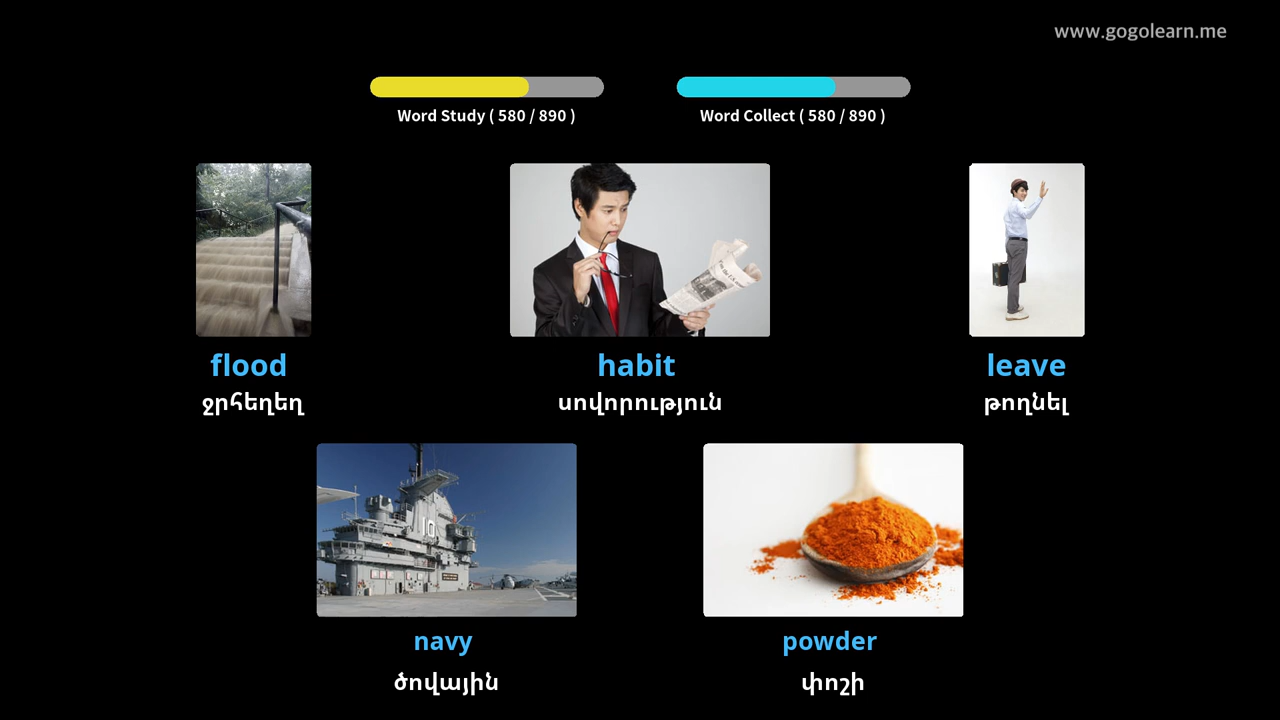 www.gogolearn.me
Word Study ( 580 / 890 )
Word Collect ( 580 / 890 )
flood
ջրհեղեղ
habit
սովորություն
leave
թողնել
10
navy
ծովային
powder
փոշի